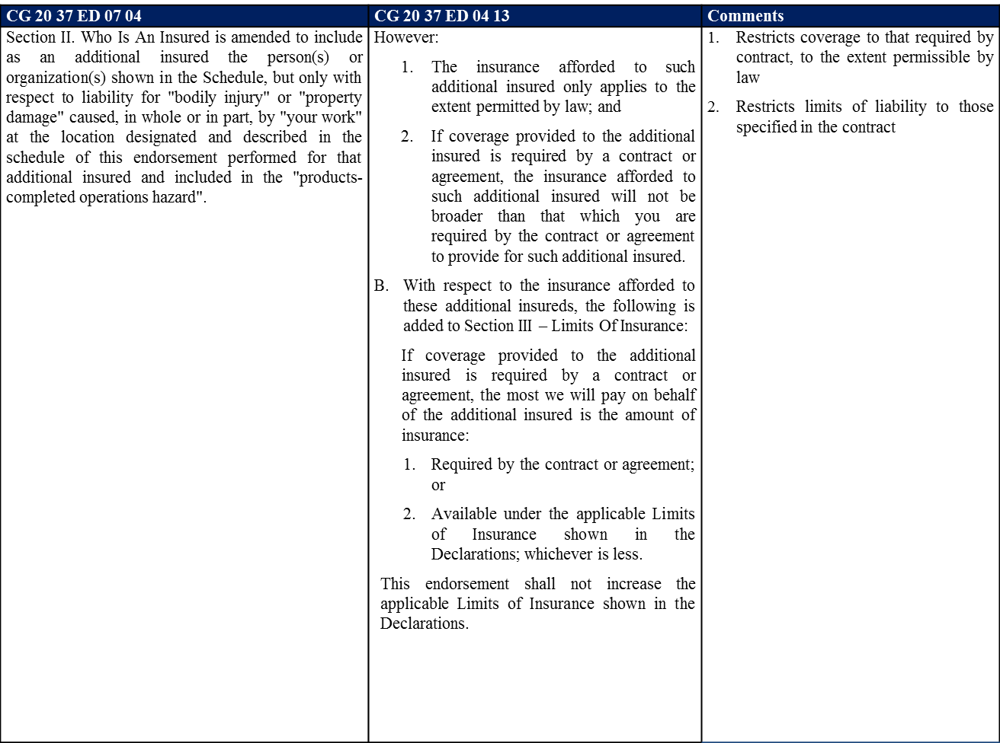 CG 20 37 ED 07 04
Section II. Who Is An Insured is amended to include
as an additional insured the person(s) or
organization(s) shown in the Schedule, but only with
respect to liability for "bodily injury" or "property
damage" caused, in whole or in part, by "your work"
at the location designated and described in the
schedule of this endorsement performed for that
additional insured and included in the "products-
completed operations hazard".
CG 20 37 ED 04 13
However:
1. The insurance afforded to such
additional insured only applies to the
extent permitted by law; and
2. If coverage provided to the additional
insured is required by a contract or
agreement, the insurance afforded to
such additional insured will not be
broader than that which you are
required by the contract or agreement
to provide for such additional insured.
B. With respect to the insurance afforded to
these additional insureds, the following is
added to Section III – Limits Of Insurance:
If coverage provided to the additional
insured is required by a contract or
agreement, the most we will pay on behalf
of the additional insured is the amount of
insurance:
1. Required by the contract or agreement;
or
2. Available under the applicable Limits
of Insurance shown in the
Declarations; whichever is less.
This endorsement shall not increase the
applicable Limits of Insurance shown in the
Declarations.
Comments
1. Restricts coverage to that required by
contract, to the extent permissible by
law
2. Restricts limits of liability to those
specified in the contract